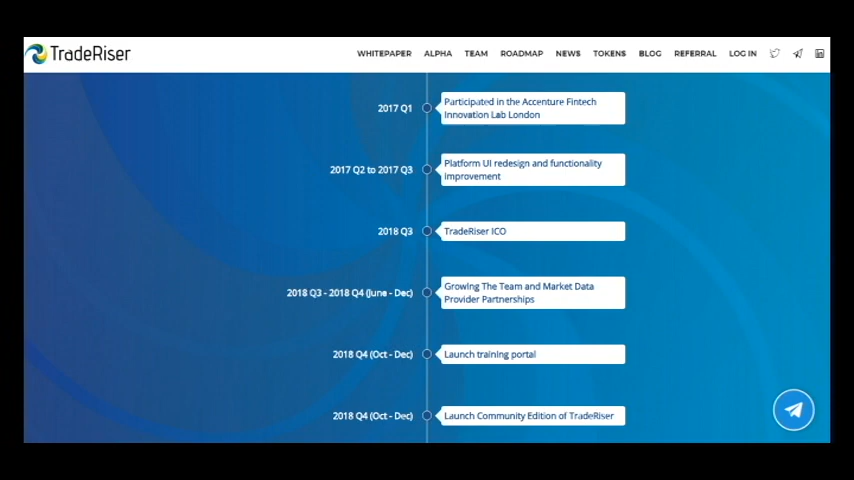 TradeRiser
WHITEPAPER ALPHA TEAM ROADMAP NEWS TOKENS BLOG REFERRAL LOG IN
2017 Q1
Participated in the Accenture Fintech
Innovation Lab London
2017 Q2 to 2017 Q3
Platform UI redesign and functionality
improvement
2018 Q3
TradeRiser ICO
2018 Q3 - 2018 Q4 (June - Dec)
Growing The Team and Market Data
Provider Partnerships
2018 Q4 (Oct - Dec)
Launch training portal
2018 Q4 (Oct - Dec)
Launch Community Edition of TradeRiser